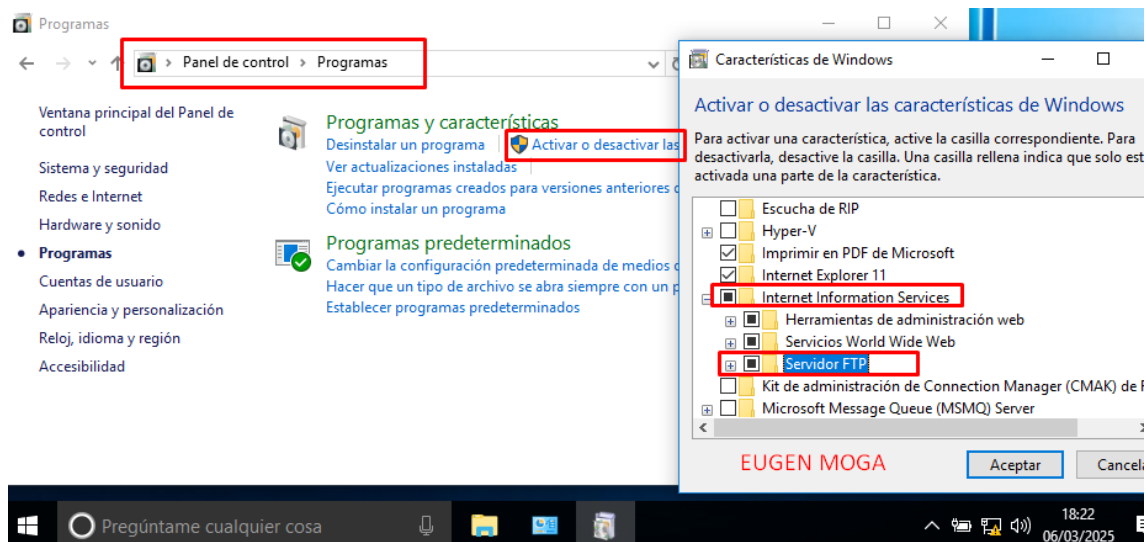 Programas
Panel de control > Programas
Ventana principal del Panel de
control
Sistema y seguridad
Redes e Internet
Hardware y sonido
Programas
Cuentas de usuario
Apariencia y personalización
Reloj, idioma y región
Accesibilidad
Programas y características
Desinstalar un programa
Activar o desactivar las
Ver actualizaciones instaladas
Ejecutar programas creados para versiones anteriores
Cómo instalar un programa
Programas predeterminados
Cambiar la configuración predeterminada de medios
Hacer que un tipo de archivo se abra siempre con un
Establecer programas predeterminados
Características de Windows
Activar o desactivar las características de Windows
Para activar una característica, active la casilla correspondiente. Para
desactivarla, desactive la casilla. Una casilla rellena indica que solo est
activada una parte de la característica.
Escucha de RIP
Hyper-V
Imprimir en PDF de Microsoft
Internet Explorer 11
Internet Information Services
Herramientas de administración web
Servicios World Wide Web
Servidor FTP
Kit de administración de Connection Manager (CMAK) de
Microsoft Message Queue (MSMQ) Server
EUGEN MOGA
Aceptar
Cancela
Pregúntame cualquier cosa
18:22
06/03/2025